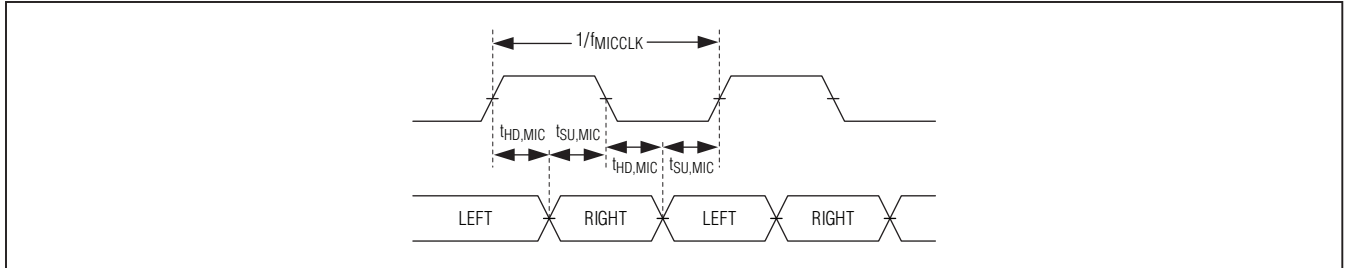 1/fMICCLK
tHD,MIC tSU,MIC
tHD,MIC tSU,MIC
LEFT RIGHT LEFT RIGHT